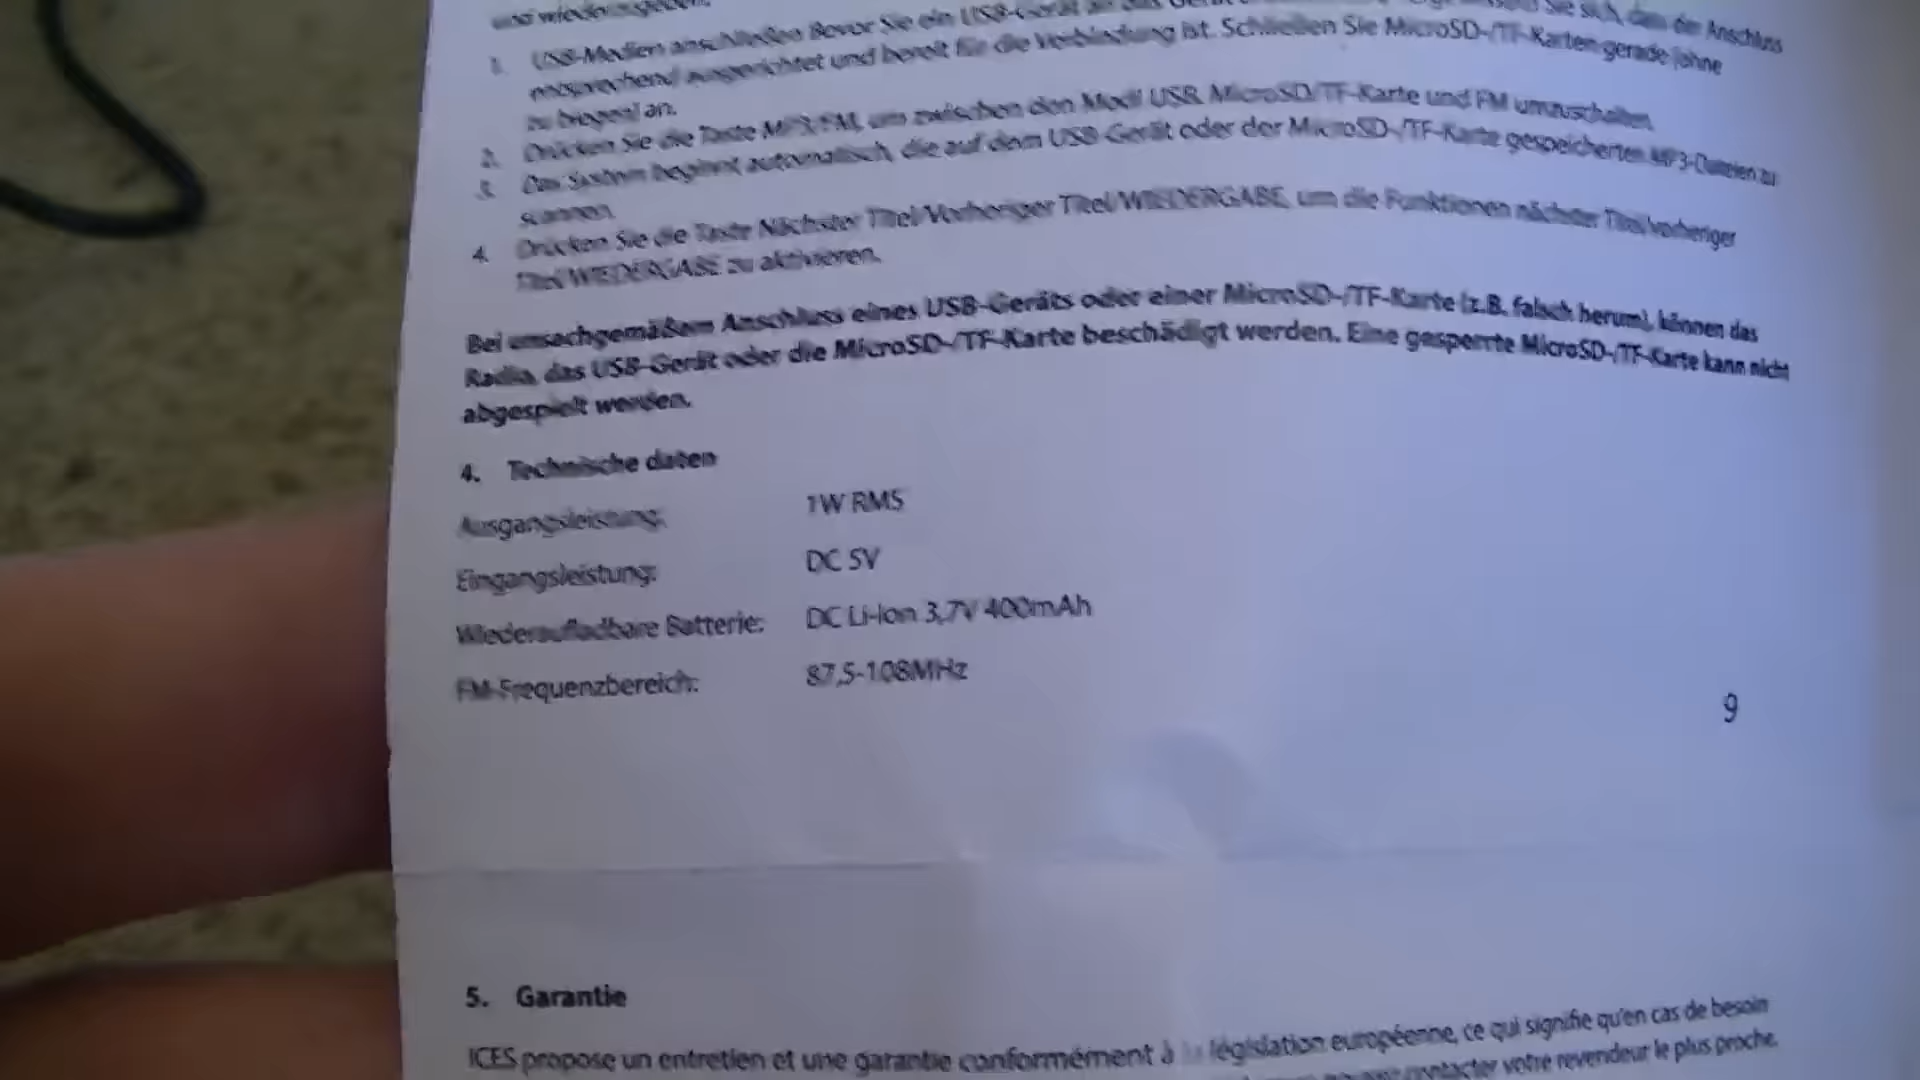 und wiederzugeben.
1. USB-Medien anschließen Bevor Sie ein USB-Gerät an das Gerät Sie sich, dass der Anschluss
entsprechend ausgerichtet und bereit für die Verbindung ist. Schließen Sie MicroSD-/TF-Karten gerade (ohne
zu biegen) an.
2. Drücken Sie die Taste MP3/FM, um zwischen den Modi USB, MicroSD/TF-Karte und FM umzuschalten.
3. Das System beginnt automatisch, die auf dem USB-Gerät oder der MicroSD-/TF-Karte gespeicherten MP3-Dateien zu
scannen.
4. Drücken Sie die Taste Nächster Titel/Vorheriger Titel/WIEDERGABE, um die Funktionen nächster Titel/vorheriger
Titel/WIEDERGABE zu aktivieren.
Bei unsachgemäßem Anschluss eines USB-Geräts oder einer MicroSD-/TF-Karte (z.B. falsch herum), können das
Radio, das USB-Gerät oder die MicroSD-/TF-Karte beschädigt werden. Eine gesperrte MicroSD-/TF-Karte kann nicht
abgespielt werden.
4. Technische daten
Ausgangsleistung: 1W RMS
Eingangsleistung: DC 5V
Wiederaufladbare Batterie: DC Li-Ion 3,7V 400mAh
FM-Frequenzbereich: 87,5-108MHz
9
5. Garantie
ICES propose un entretien et une garantie conformément à la législation européenne, ce qui signifie qu'en cas de besoin
contacter votre revendeur le plus proche.